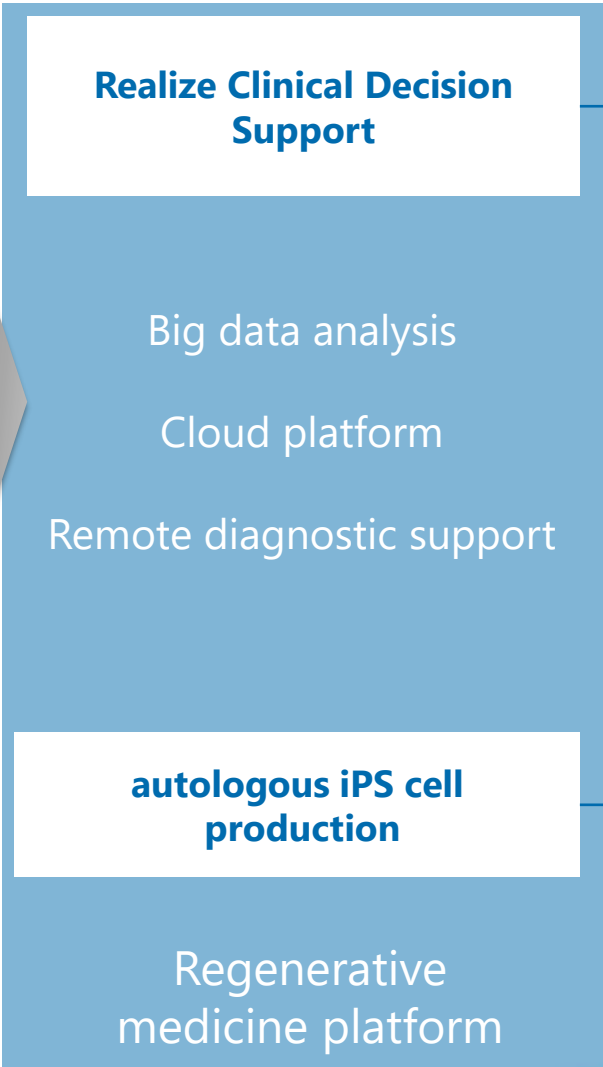 Realize Clinical Decision
Support
Big data analysis
Cloud platform
Remote diagnostic support
autologous iPS cell
production
Regenerative
medicine platform